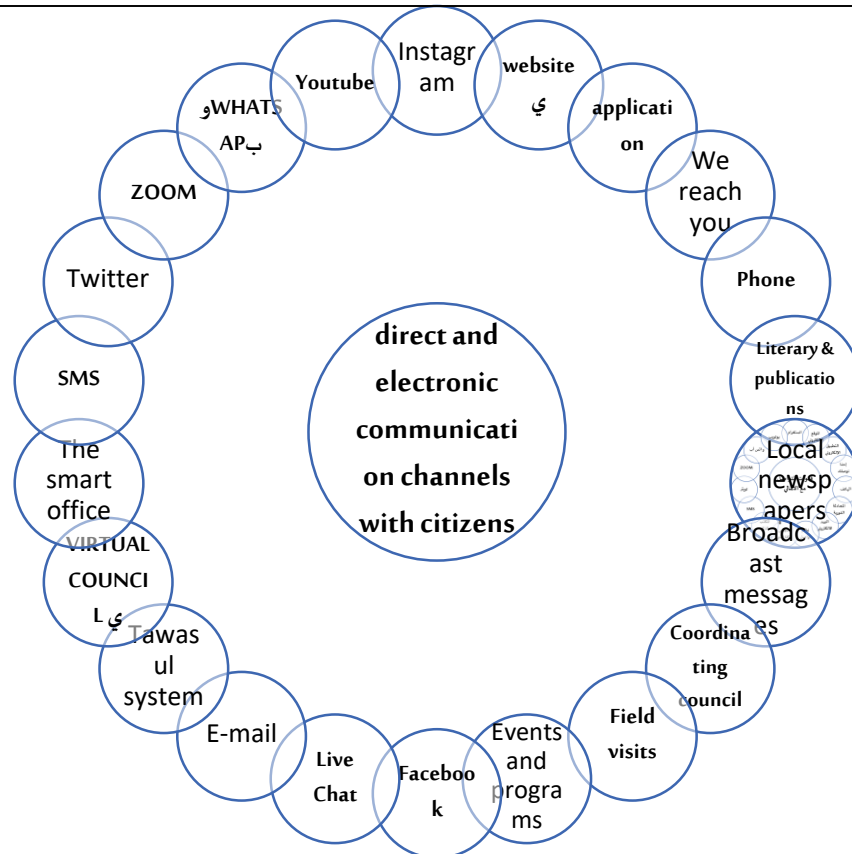 Instagr
am
website
ي
applicati
on
We
reach
you
Phone
Literary &
publicatio
ns
Local
newsp
apers
Broadc
ast
messag
es
Coordina
ting
council
Field
visits
Events
and
progra
ms
Faceboo
k
Live
Chat
E-mail
Tawas
ul
system
VIRTUAL
COUNCI
L ي
The
smart
office
SMS
Twitter
ZOOM
وWHATS
APب
Youtube
direct and
electronic
communicati
on channels
with citizens